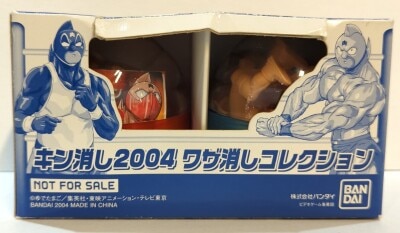 キン消し2004 ワザ消しコレクション
NOT FOR SALE
©ゆでたまご／集英社・東映アニメーション・テレビ東京
BANDAI 2004 MADE IN CHINA
株式会社バンダイ
BAN
DAI